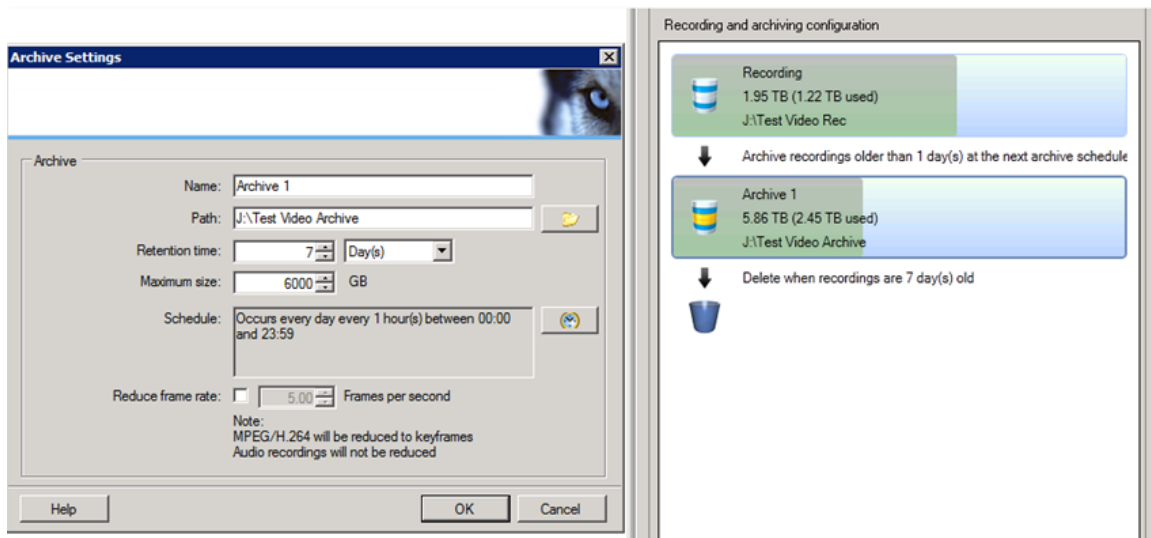 Archive Settings
Archive
Name: Archive 1
Path: J:\Test Video Archive
Retention time: 7 Day(s)
Maximum size: 6000 GB
Schedule: Occurs every day every 1 hour(s) between 00:00
and 23:59
Reduce frame rate: 5.00 Frames per second
Note:
MPEG/H.264 will be reduced to keyframes
Audio recordings will not be reduced
Help OK Cancel
Recording and archiving configuration
Recording
1.95 TB (1.22 TB used)
J:\Test Video Rec
Archive recordings older than 1 day(s) at the next archive schedule
Archive 1
5.86 TB (2.45 TB used)
J:\Test Video Archive
Delete when recordings are 7 day(s) old